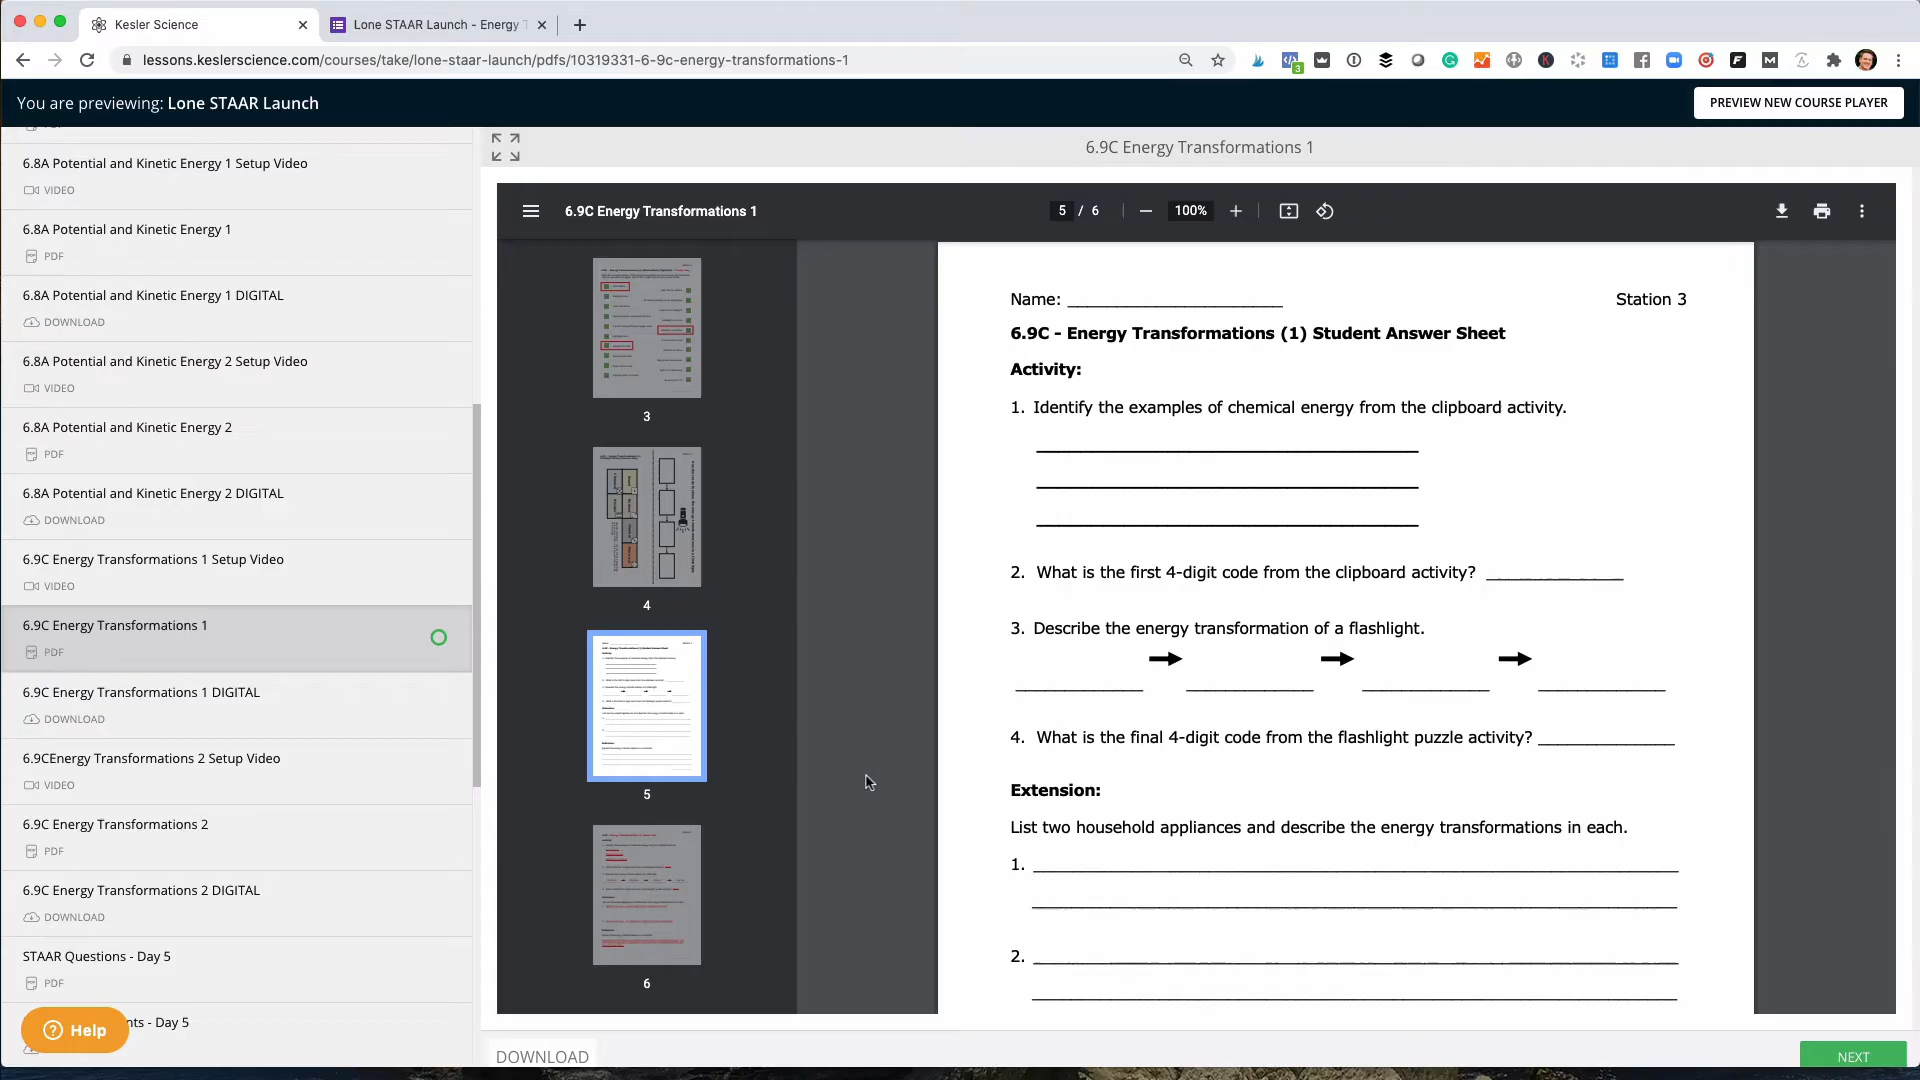 Kesler Science
Lone STAAR Launch - Energy T
lessons.keslerscience.com/courses/take/lone-staar-launch/pdfs/10319331-6-9c-energy-transformations-1
You are previewing: Lone STAAR Launch
PREVIEW NEW COURSE PLAYER
6.8A Potential and Kinetic Energy 1 Setup Video
VIDEO
6.8A Potential and Kinetic Energy 1
PDF
6.8A Potential and Kinetic Energy 1 DIGITAL
DOWNLOAD
6.8A Potential and Kinetic Energy 2 Setup Video
VIDEO
6.8A Potential and Kinetic Energy 2
PDF
6.8A Potential and Kinetic Energy 2 DIGITAL
DOWNLOAD
6.9C Energy Transformations 1 Setup Video
VIDEO
6.9C Energy Transformations 1
PDF
6.9C Energy Transformations 1 DIGITAL
DOWNLOAD
6.9CEnergy Transformations 2 Setup Video
VIDEO
6.9C Energy Transformations 2
PDF
6.9C Energy Transformations 2 DIGITAL
DOWNLOAD
STAAR Questions - Day 5
PDF
nts - Day 5
Help
6.9C Energy Transformations 1
6.9C Energy Transformations 1
5 / 6
100%
3
4
5
6
Name: ______________________ Station 3
6.9C - Energy Transformations (1) Student Answer Sheet
Activity:
1. Identify the examples of chemical energy from the clipboard activity.
2. What is the first 4-digit code from the clipboard activity? ______________
3. Describe the energy transformation of a flashlight.
4. What is the final 4-digit code from the flashlight puzzle activity? ______________
Extension:
List two household appliances and describe the energy transformations in each.
1.
2.
DOWNLOAD
NEXT